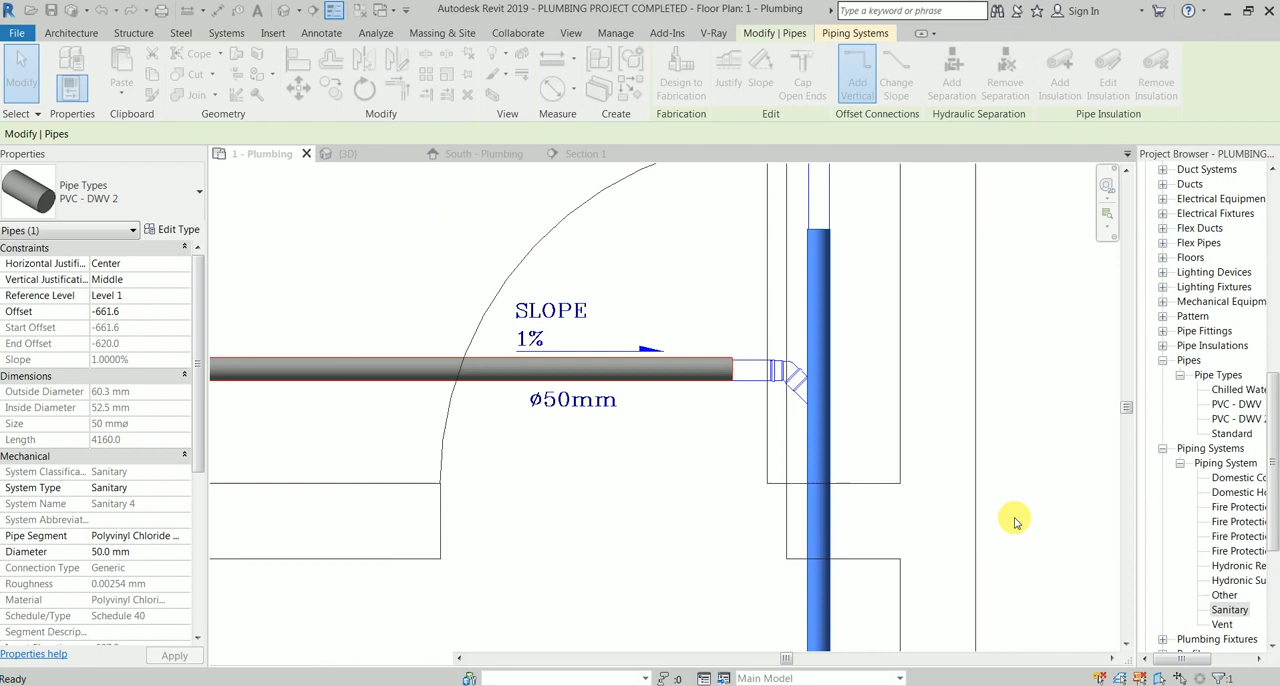 Autodesk Revit 2019 - PLUMBING PROJECT COMPLETED - Floor Plan: 1 - Plumbing
Type a keyword or phrase
Sign In
File Architecture Structure Steel Systems Insert Annotate Analyze Massing & Site Collaborate View Manage Add-Ins V-Ray Modify | Pipes Piping Systems
Modify
Paste
Cope
Cut
Join
Design to
Fabrication
Justify
Slope
Cap
Open Ends
Add
Vertical
Change
Slope
Add
Separation
Remove
Separation
Add
Insulation
Edit
Insulation
Remove
Insulation
Select Properties Clipboard Geometry Modify View Measure Create Fabrication Edit Offset Connections Hydraulic Separation Pipe Insulation
Modify | Pipes
Properties
1 - Plumbing
(3D)
South - Plumbing
Section 1
Project Browser - PLUMBING...
Pipe Types
PVC - DWV 2
Pipes (1)
Edit Type
Constraints
Horizontal Justifi... Center
Vertical Justificati... Middle
Reference Level Level 1
Offset -661.6
Start Offset -661.6
End Offset -620.0
Slope 1.0000%
Dimensions
Outside Diameter 60.3 mm
Inside Diameter 52.5 mm
Size 50 mmø
Length 4160.0
Mechanical
System Classifica... Sanitary
System Type Sanitary
System Name Sanitary 4
System Abbreviat...
Pipe Segment Polyvinyl Chloride ...
Diameter 50.0 mm
Connection Type Generic
Roughness 0.00254 mm
Material Polyvinyl Chlori...
Schedule/Type Schedule 40
Segment Descrip...
Properties help
Apply
SLOPE
1%
ø50mm
Duct Systems
Ducts
Electrical Equipmen
Electrical Fixtures
Flex Ducts
Flex Pipes
Floors
Lighting Devices
Lighting Fixtures
Mechanical Equipm
Pattern
Pipe Fittings
Pipe Insulations
Pipes
Pipe Types
Chilled Wate
PVC - DWV
PVC - DWV 2
Standard
Piping Systems
Piping System
Domestic Co
Domestic Ho
Fire Protecti
Fire Protecti
Fire Protecti
Fire Protecti
Hydronic Re
Hydronic Su
Other
Sanitary
Vent
Plumbing Fixtures
Ready
:0
Main Model
:1